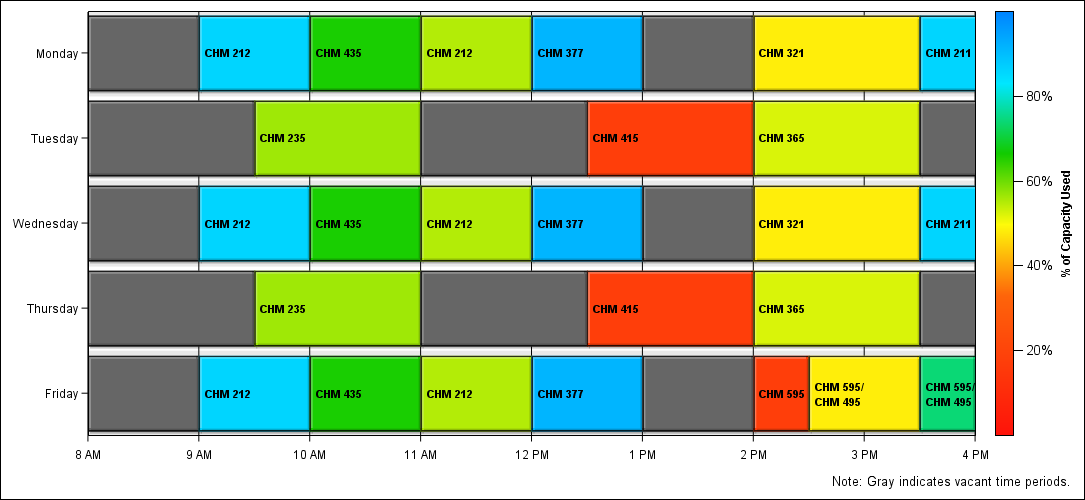 Monday
CHM 212
CHM 435
CHM 212
CHM 377
CHM 321
CHM 211
Tuesday
CHM 235
CHM 415
CHM 365
Wednesday
CHM 212
CHM 435
CHM 212
CHM 377
CHM 321
CHM 211
Thursday
CHM 235
CHM 415
CHM 365
Friday
CHM 212
CHM 435
CHM 212
CHM 377
CHM 595
CHM 595/
CHM 495
CHM 595/
CHM 495
8 AM
9 AM
10 AM
11 AM
12 PM
1 PM
2 PM
3 PM
4 PM
80%
60%
40%
20%
% of Capacity Used
Note: Gray indicates vacant time periods.